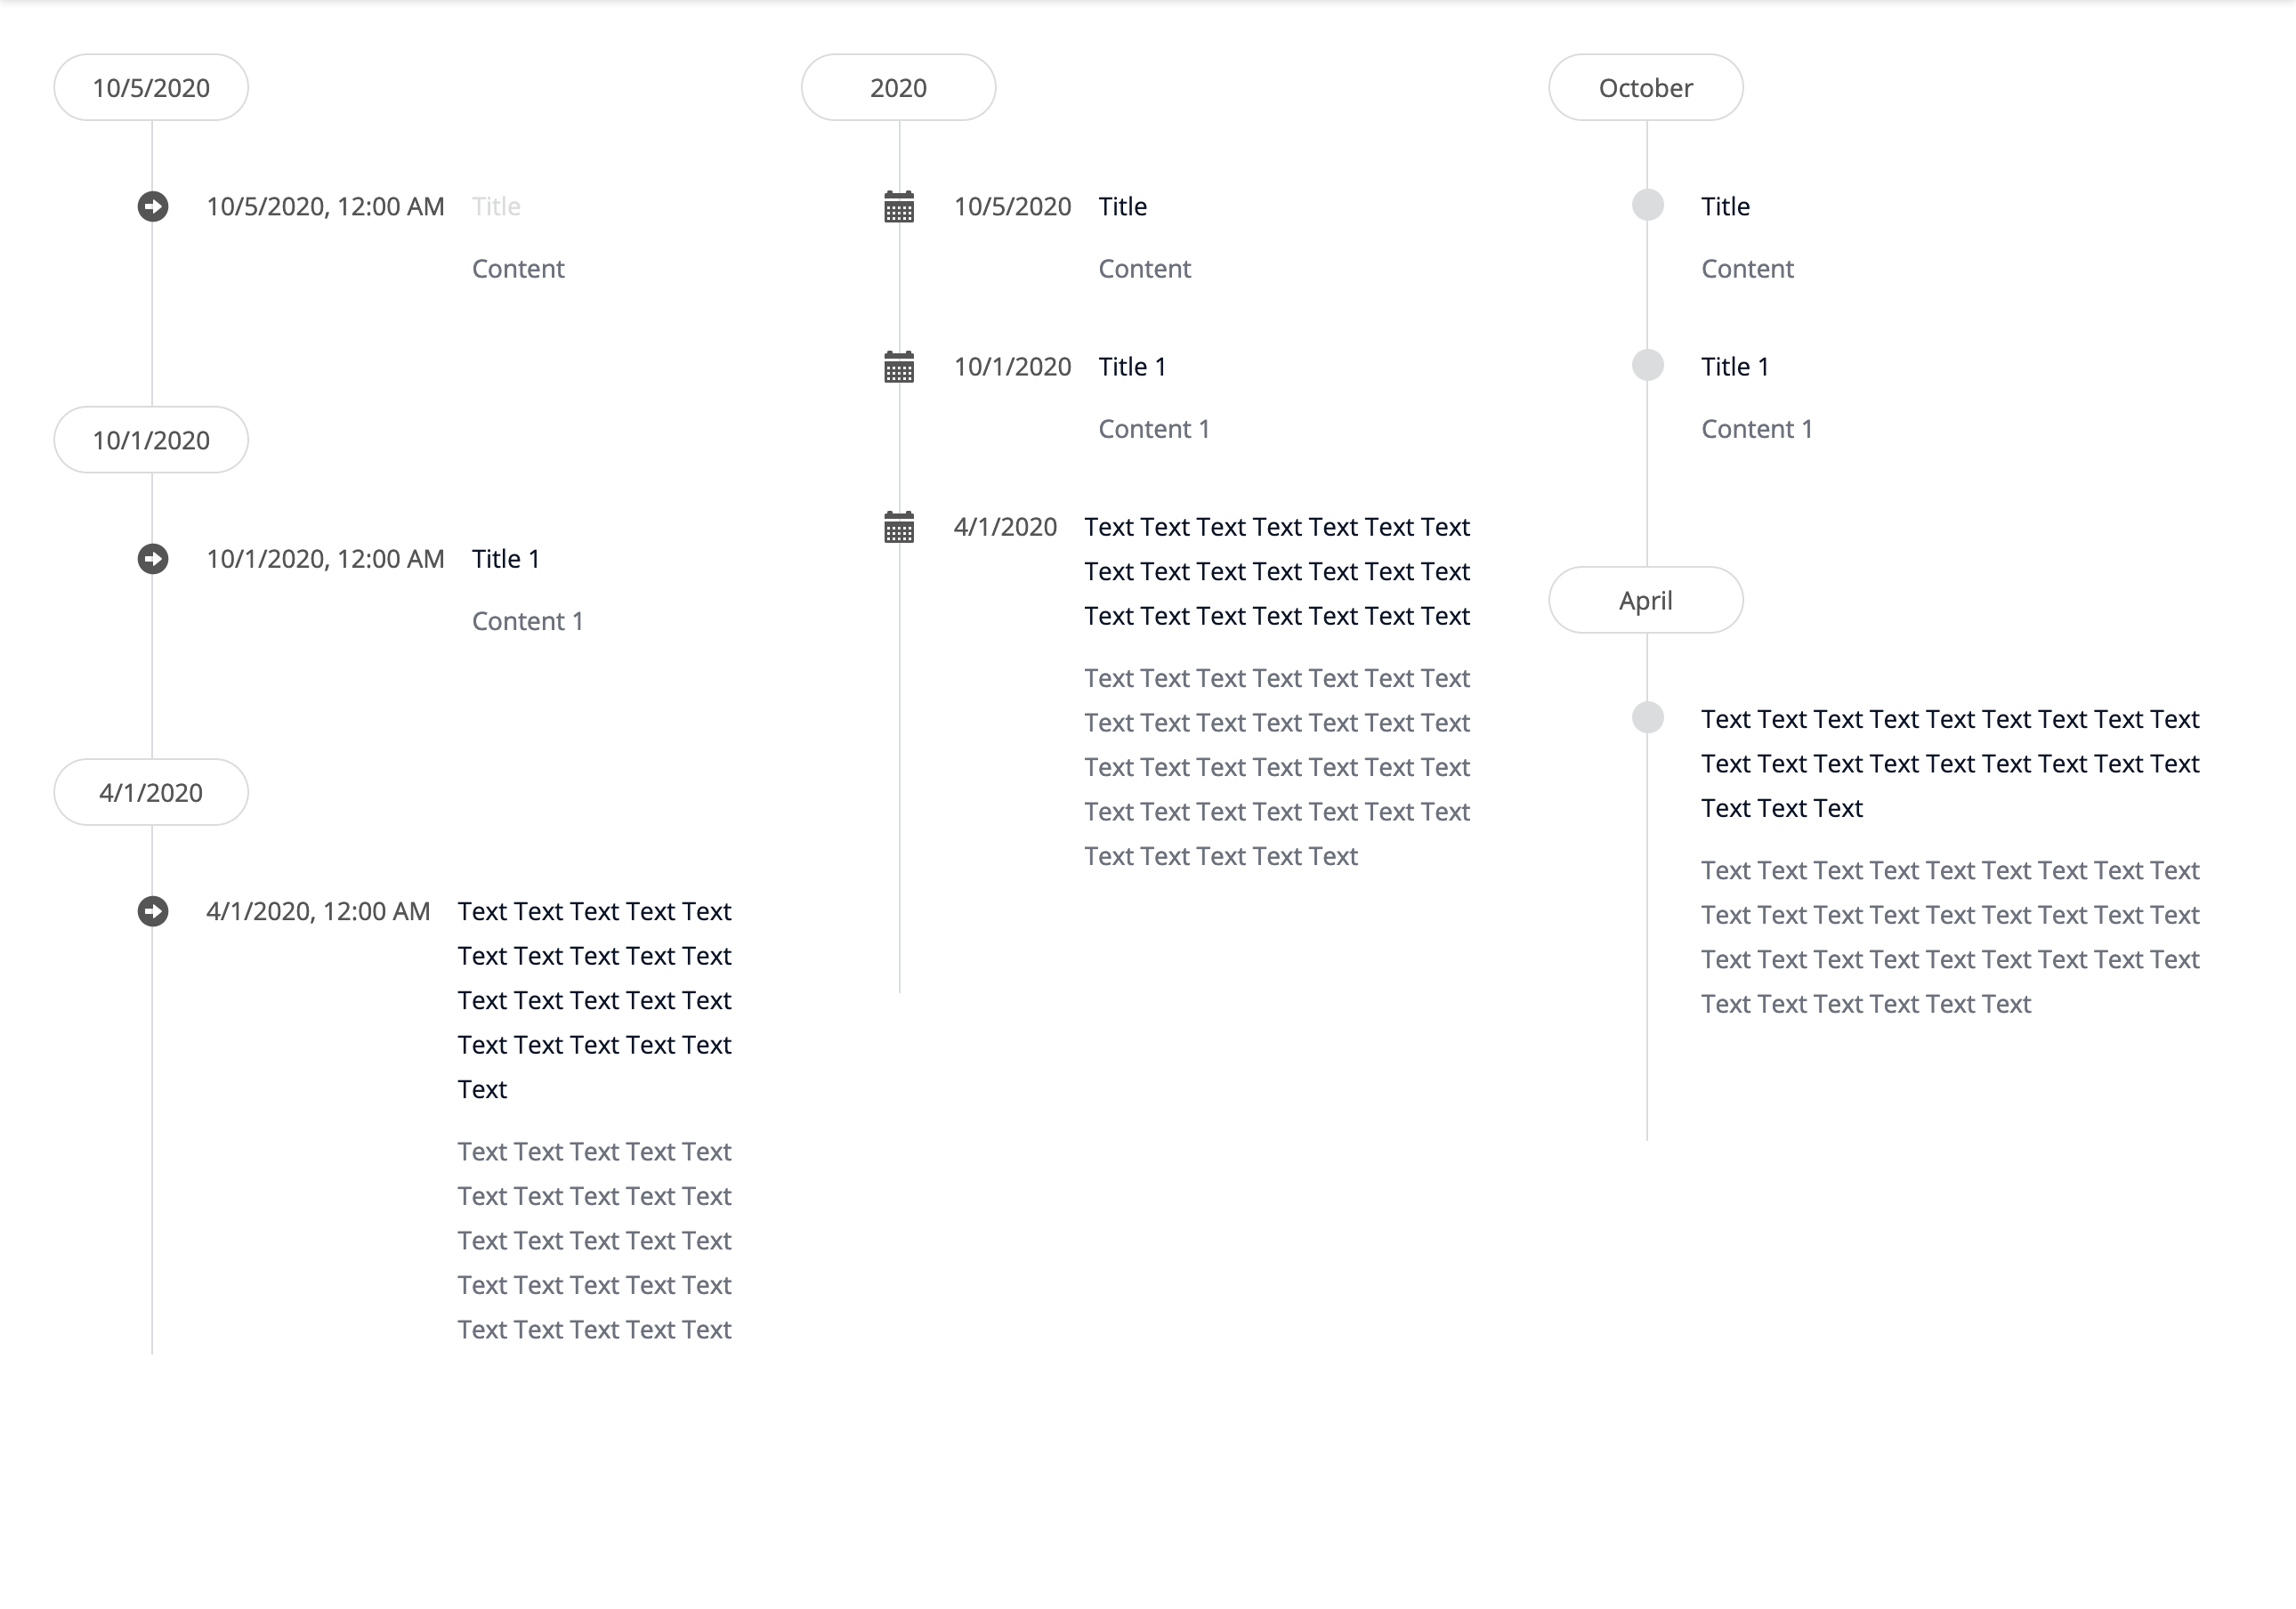 10/5/2020
10/5/2020, 12:00 AM Title
Content
10/1/2020
10/1/2020, 12:00 AM Title 1
Content 1
4/1/2020
4/1/2020, 12:00 AM Text Text Text Text Text
Text Text Text Text Text
Text Text Text Text Text
Text Text Text Text Text
Text
Text Text Text Text Text
Text Text Text Text Text
Text Text Text Text Text
Text Text Text Text Text
Text Text Text Text Text
2020
10/5/2020 Title
Content
10/1/2020 Title 1
Content 1
4/1/2020 Text Text Text Text Text Text Text
Text Text Text Text Text Text Text
Text Text Text Text Text Text Text
Text Text Text Text Text Text Text
Text Text Text Text Text Text Text
Text Text Text Text Text Text Text
Text Text Text Text Text Text Text
Text Text Text Text Text
October
Title
Content
Title 1
Content 1
April
Text Text Text Text Text Text Text Text Text
Text Text Text Text Text Text Text Text Text
Text Text Text
Text Text Text Text Text Text Text Text Text
Text Text Text Text Text Text Text Text Text
Text Text Text Text Text Text Text Text Text
Text Text Text Text Text Text